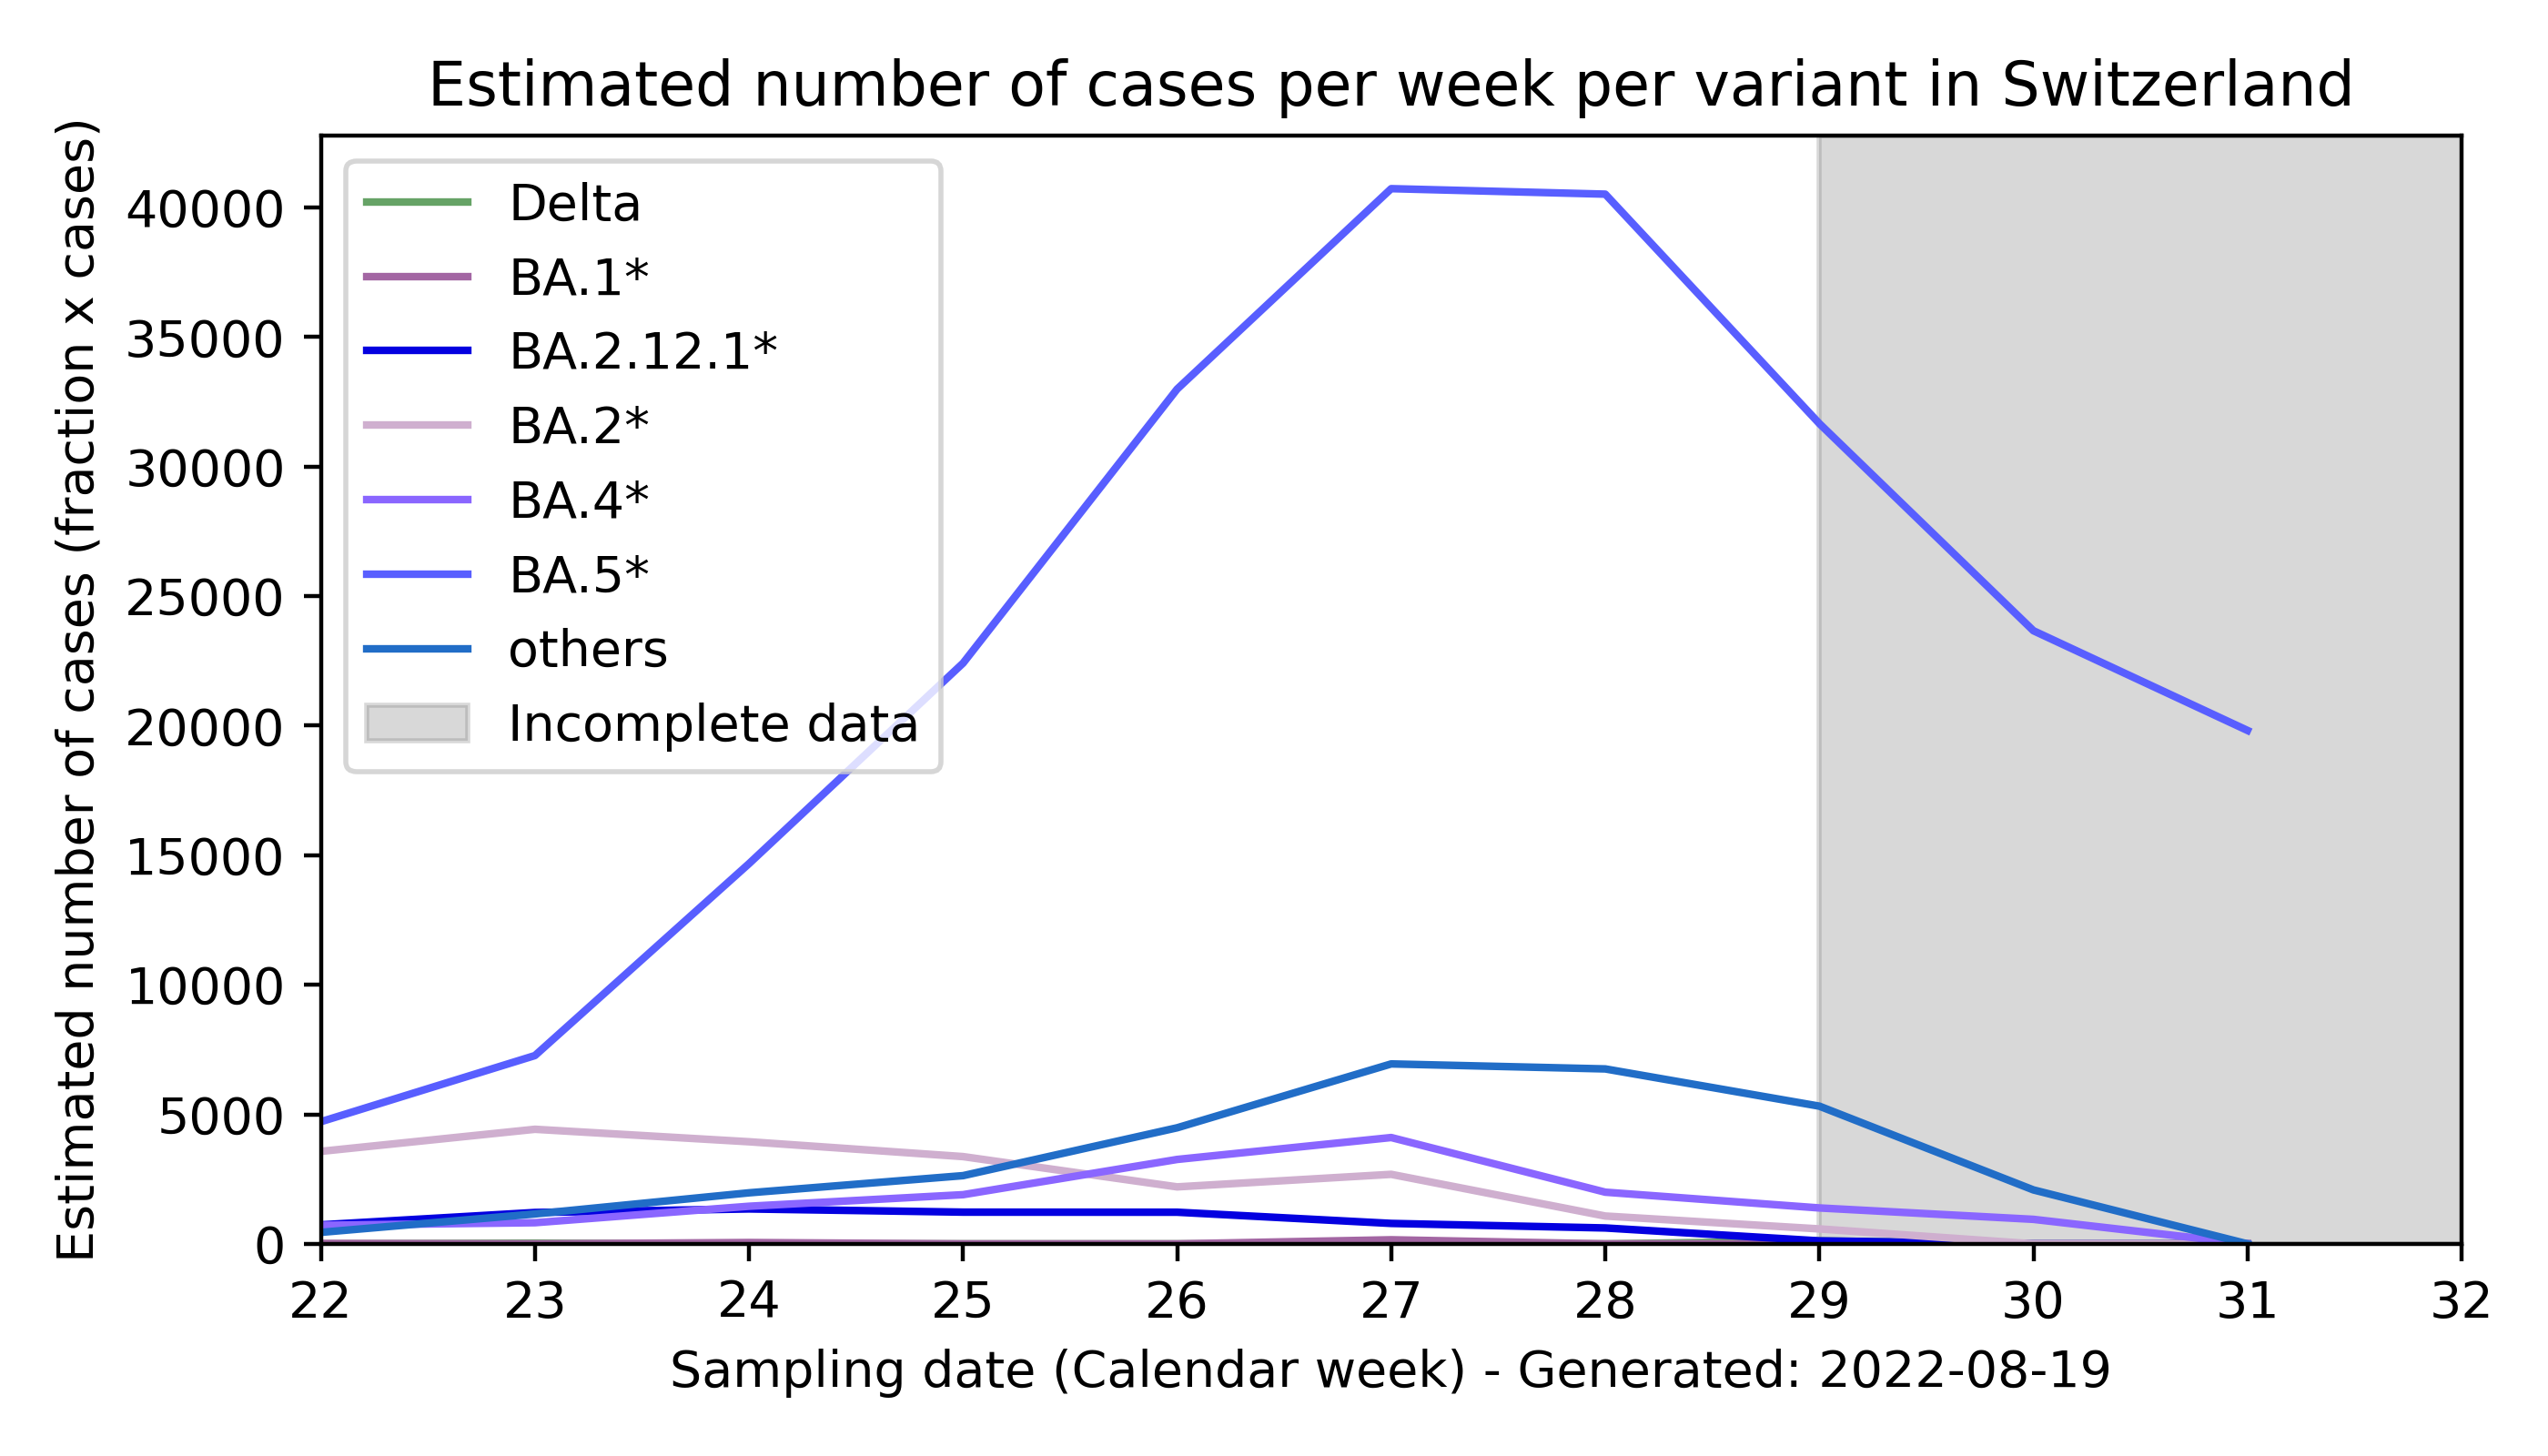 Estimated number of cases per week per variant in Switzerland
Estimated number of cases (fraction x cases)
40000
35000
30000
25000
20000
15000
10000
5000
0
Delta
BA.1*
BA.2.12.1*
BA.2*
BA.4*
BA.5*
others
Incomplete data
22 23 24 25 26 27 28 29 30 31 32
Sampling date (Calendar week) - Generated: 2022-08-19